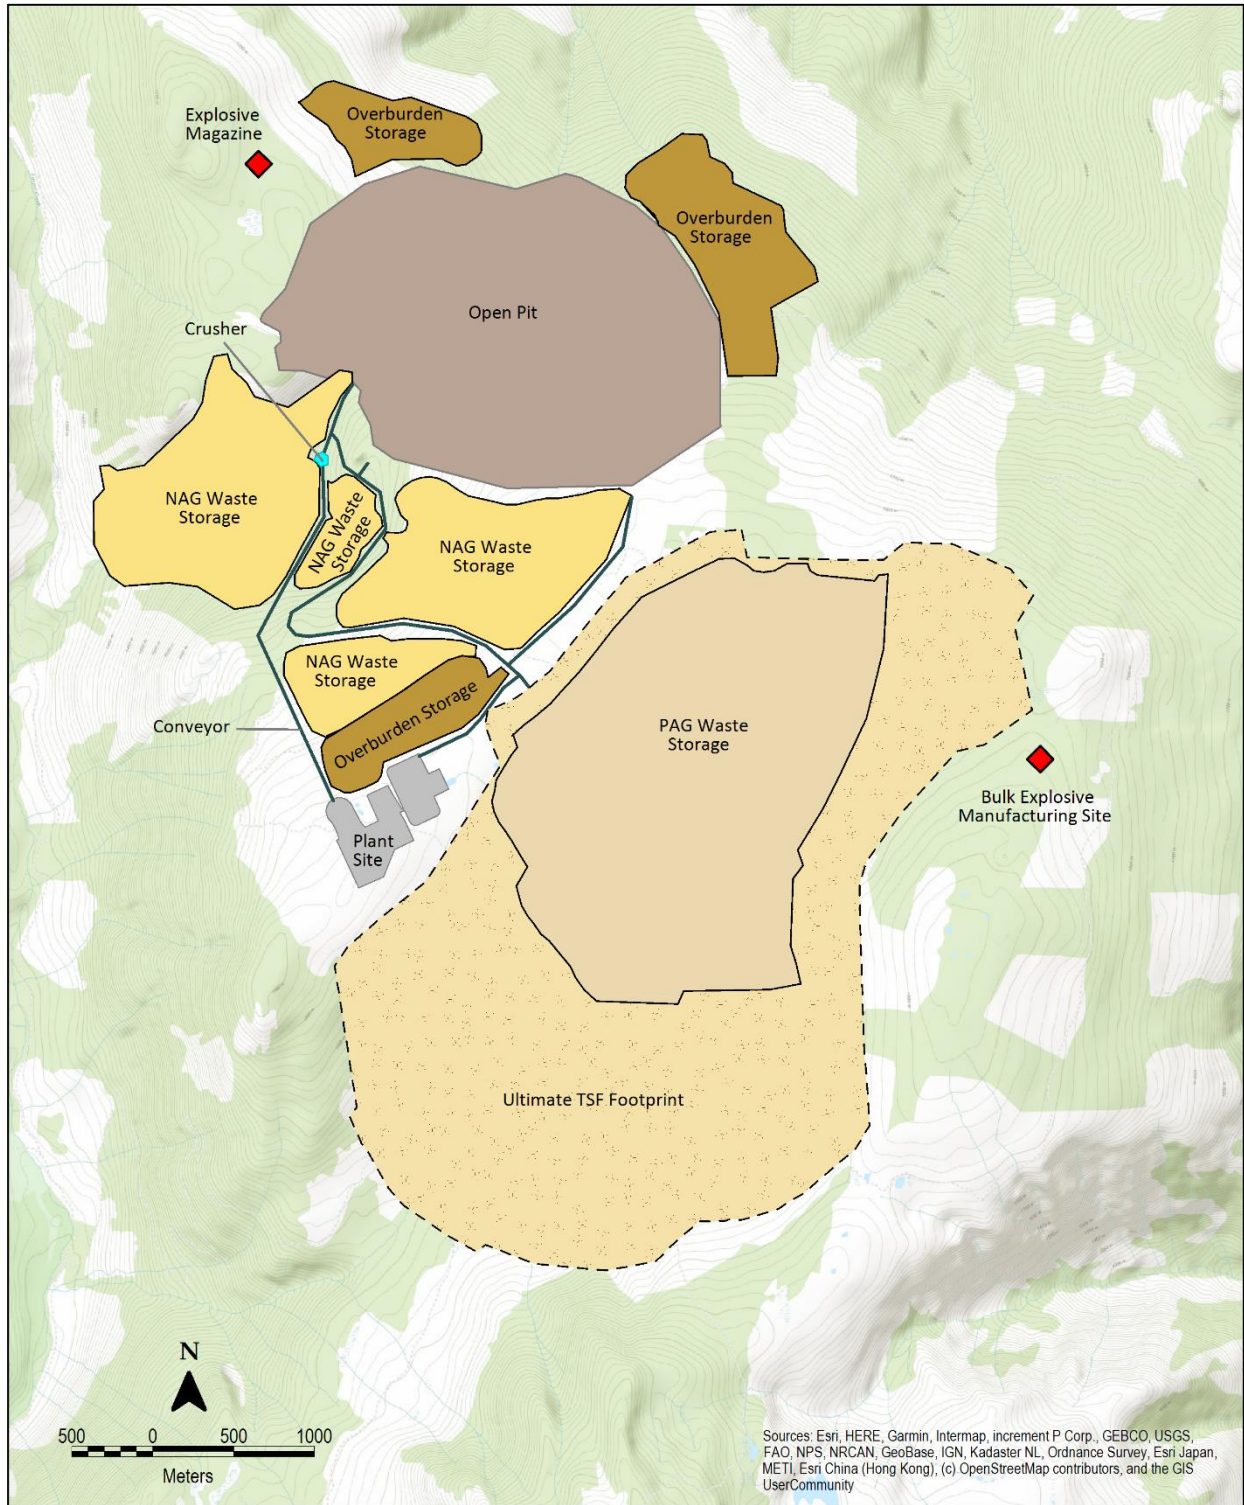 Explosive
Magazine
Overburden
Storage
Overburden
Storage
Open Pit
Crusher
NAG Waste
Storage
NAG Waste
Storage
NAG Waste
Storage
NAG Waste
Storage
Overburden Storage
Conveyor
PAG Waste
Storage
Bulk Explosive
Manufacturing Site
Plant
Site
Ultimate TSF Footprint
N
500 0 500 1000
Meters
Sources: Esri, HERE, Garmin, Intermap, increment P Corp., GEBCO, USGS,
FAO, NPS, NRCAN, GeoBase, IGN, Kadaster NL, Ordnance Survey, Esri Japan,
METI, Esri China (Hong Kong), (c) OpenStreetMap contributors, and the GIS
UserCommunity